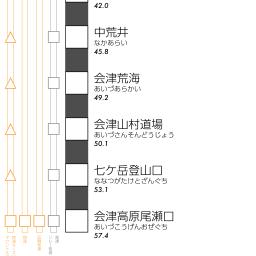 42.0
中荒井
なかあらい
45.8
会津荒海
あいづあらかい
49.2
会津山村道場
あいづさんそんどうじょう
50.1
七ケ岳登山口
ななつがたけとざんぐち
53.1
会津高原尾瀬口
あいづこうげんおぜぐち
57.4